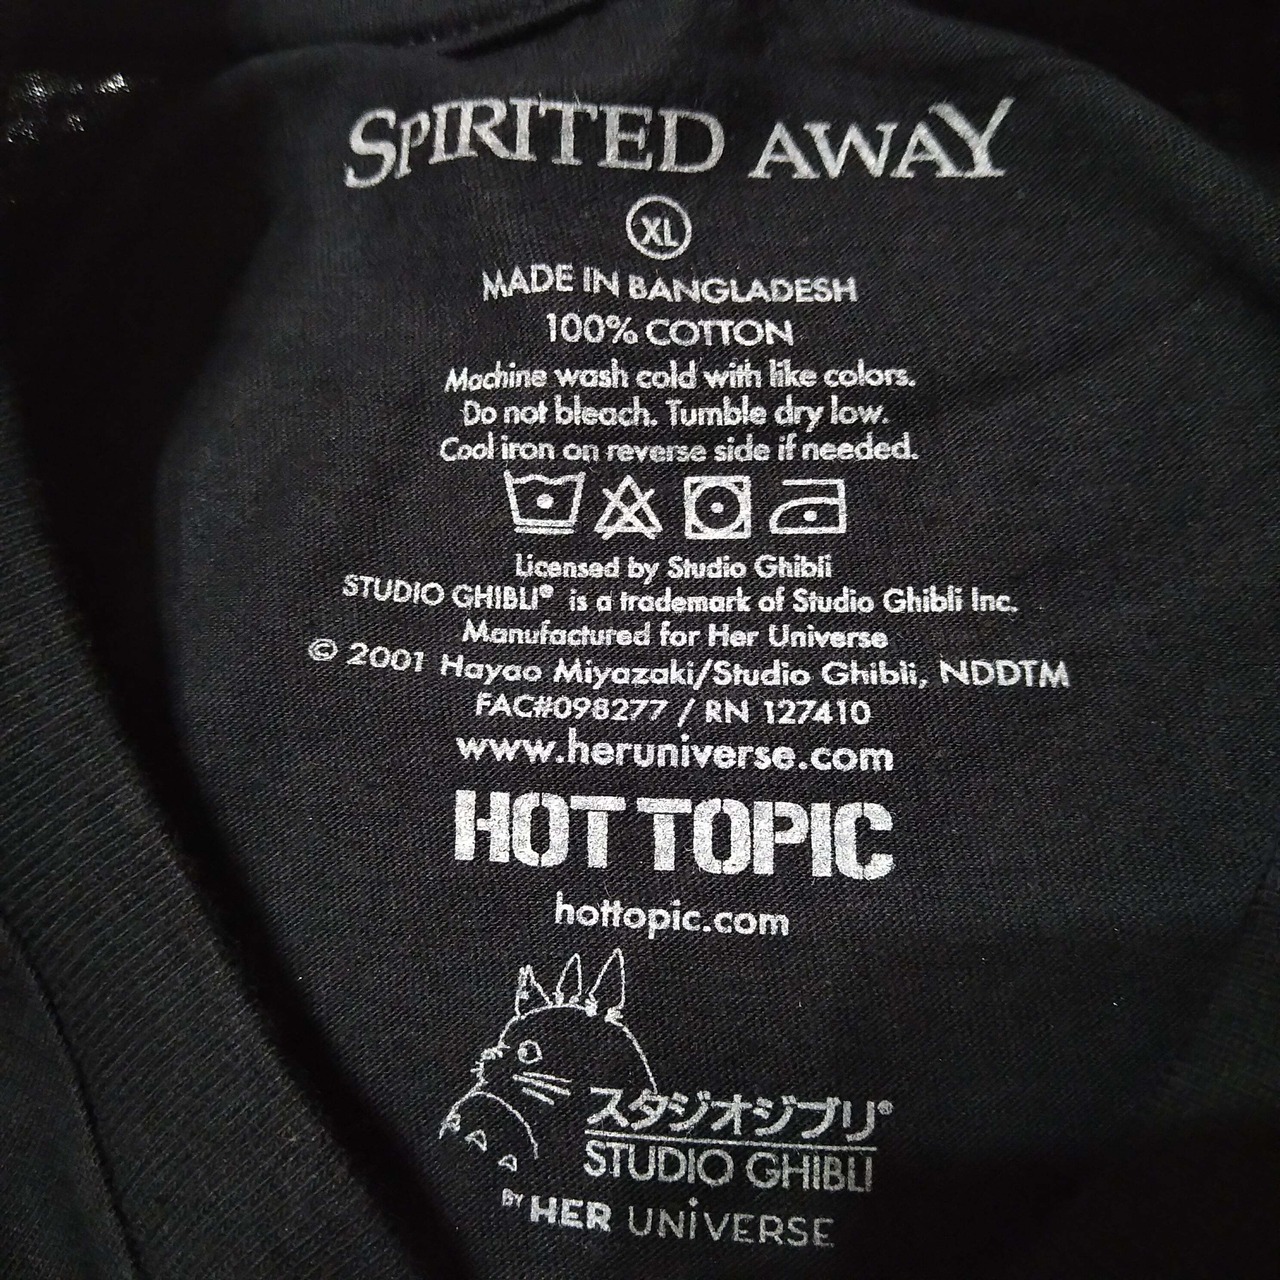 SPIRITED AWAY
XL
MADE IN BANGLADESH
100% COTTON
Machine wash cold with like colors.
Do not bleach. Tumble dry low.
Cool iron on reverse side if needed.
Licensed by Studio Ghibli
STUDIO GHIBLI® is a trademark of Studio Ghibli Inc.
Manufactured for Her Universe
© 2001 Hayao Miyazaki/Studio Ghibli, NDDTM
FAC#098277 / RN 127410
www.heruniverse.com
HOT TOPIC
hottopic.com
スタジオジブリ®
STUDIO GHIBLI
BY HER UNIVERSE